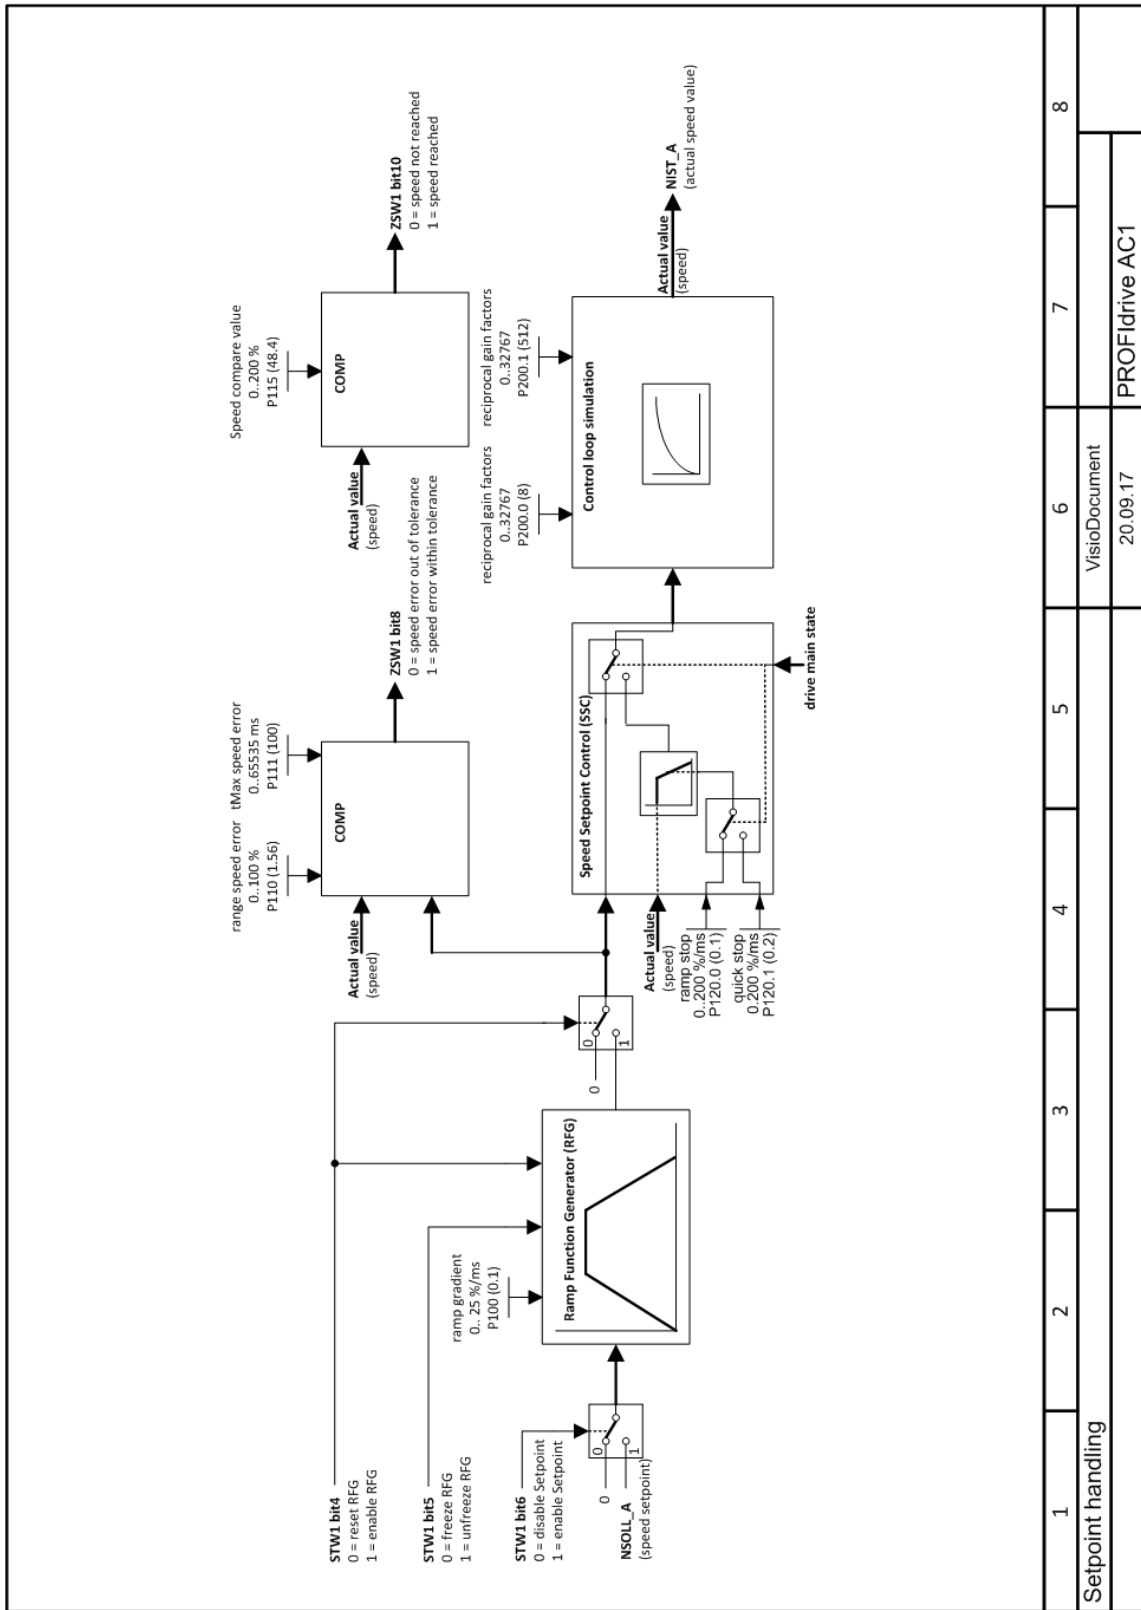 STW1 bit4
0 = reset RFG
1 = enable RFG
STW1 bit5
0 = freeze RFG
1 = unfreeze RFG
STW1 bit6
0 = disable Setpoint
1 = enable Setpoint
0
NSOLL_A
(speed setpoint)
0
1
ramp gradient
0.. 25 %/ms
P100 (0.1)
Ramp Function Generator (RFG)
0
0
1
range speed error
0..100 %
P110 (1.56)
tMax speed error
0..65535 ms
P111 (100)
Actual value
(speed)
COMP
ZSW1 bit8
0 = speed error out of tolerance
1 = speed error within tolerance
Speed compare value
0..200 %
P115 (48.4)
Actual value
(speed)
COMP
ZSW1 bit10
0 = speed not reached
1 = speed reached
Speed Setpoint Control (SSC)
Actual value
(speed)
ramp stop
0..200 %/ms
P120.0 (0.1)
quick stop
0.200 %/ms
P120.1 (0.2)
drive main state
reciprocal gain factors
0..32767
P200.0 (8)
reciprocal gain factors
0..32767
P200.1 (512)
Control loop simulation
Actual value
(speed)
NIST_A
(actual speed value)
1
2
3
4
5
6
7
8
Setpoint handling
VisioDocument
20.09.17
PROFIdrive AC1